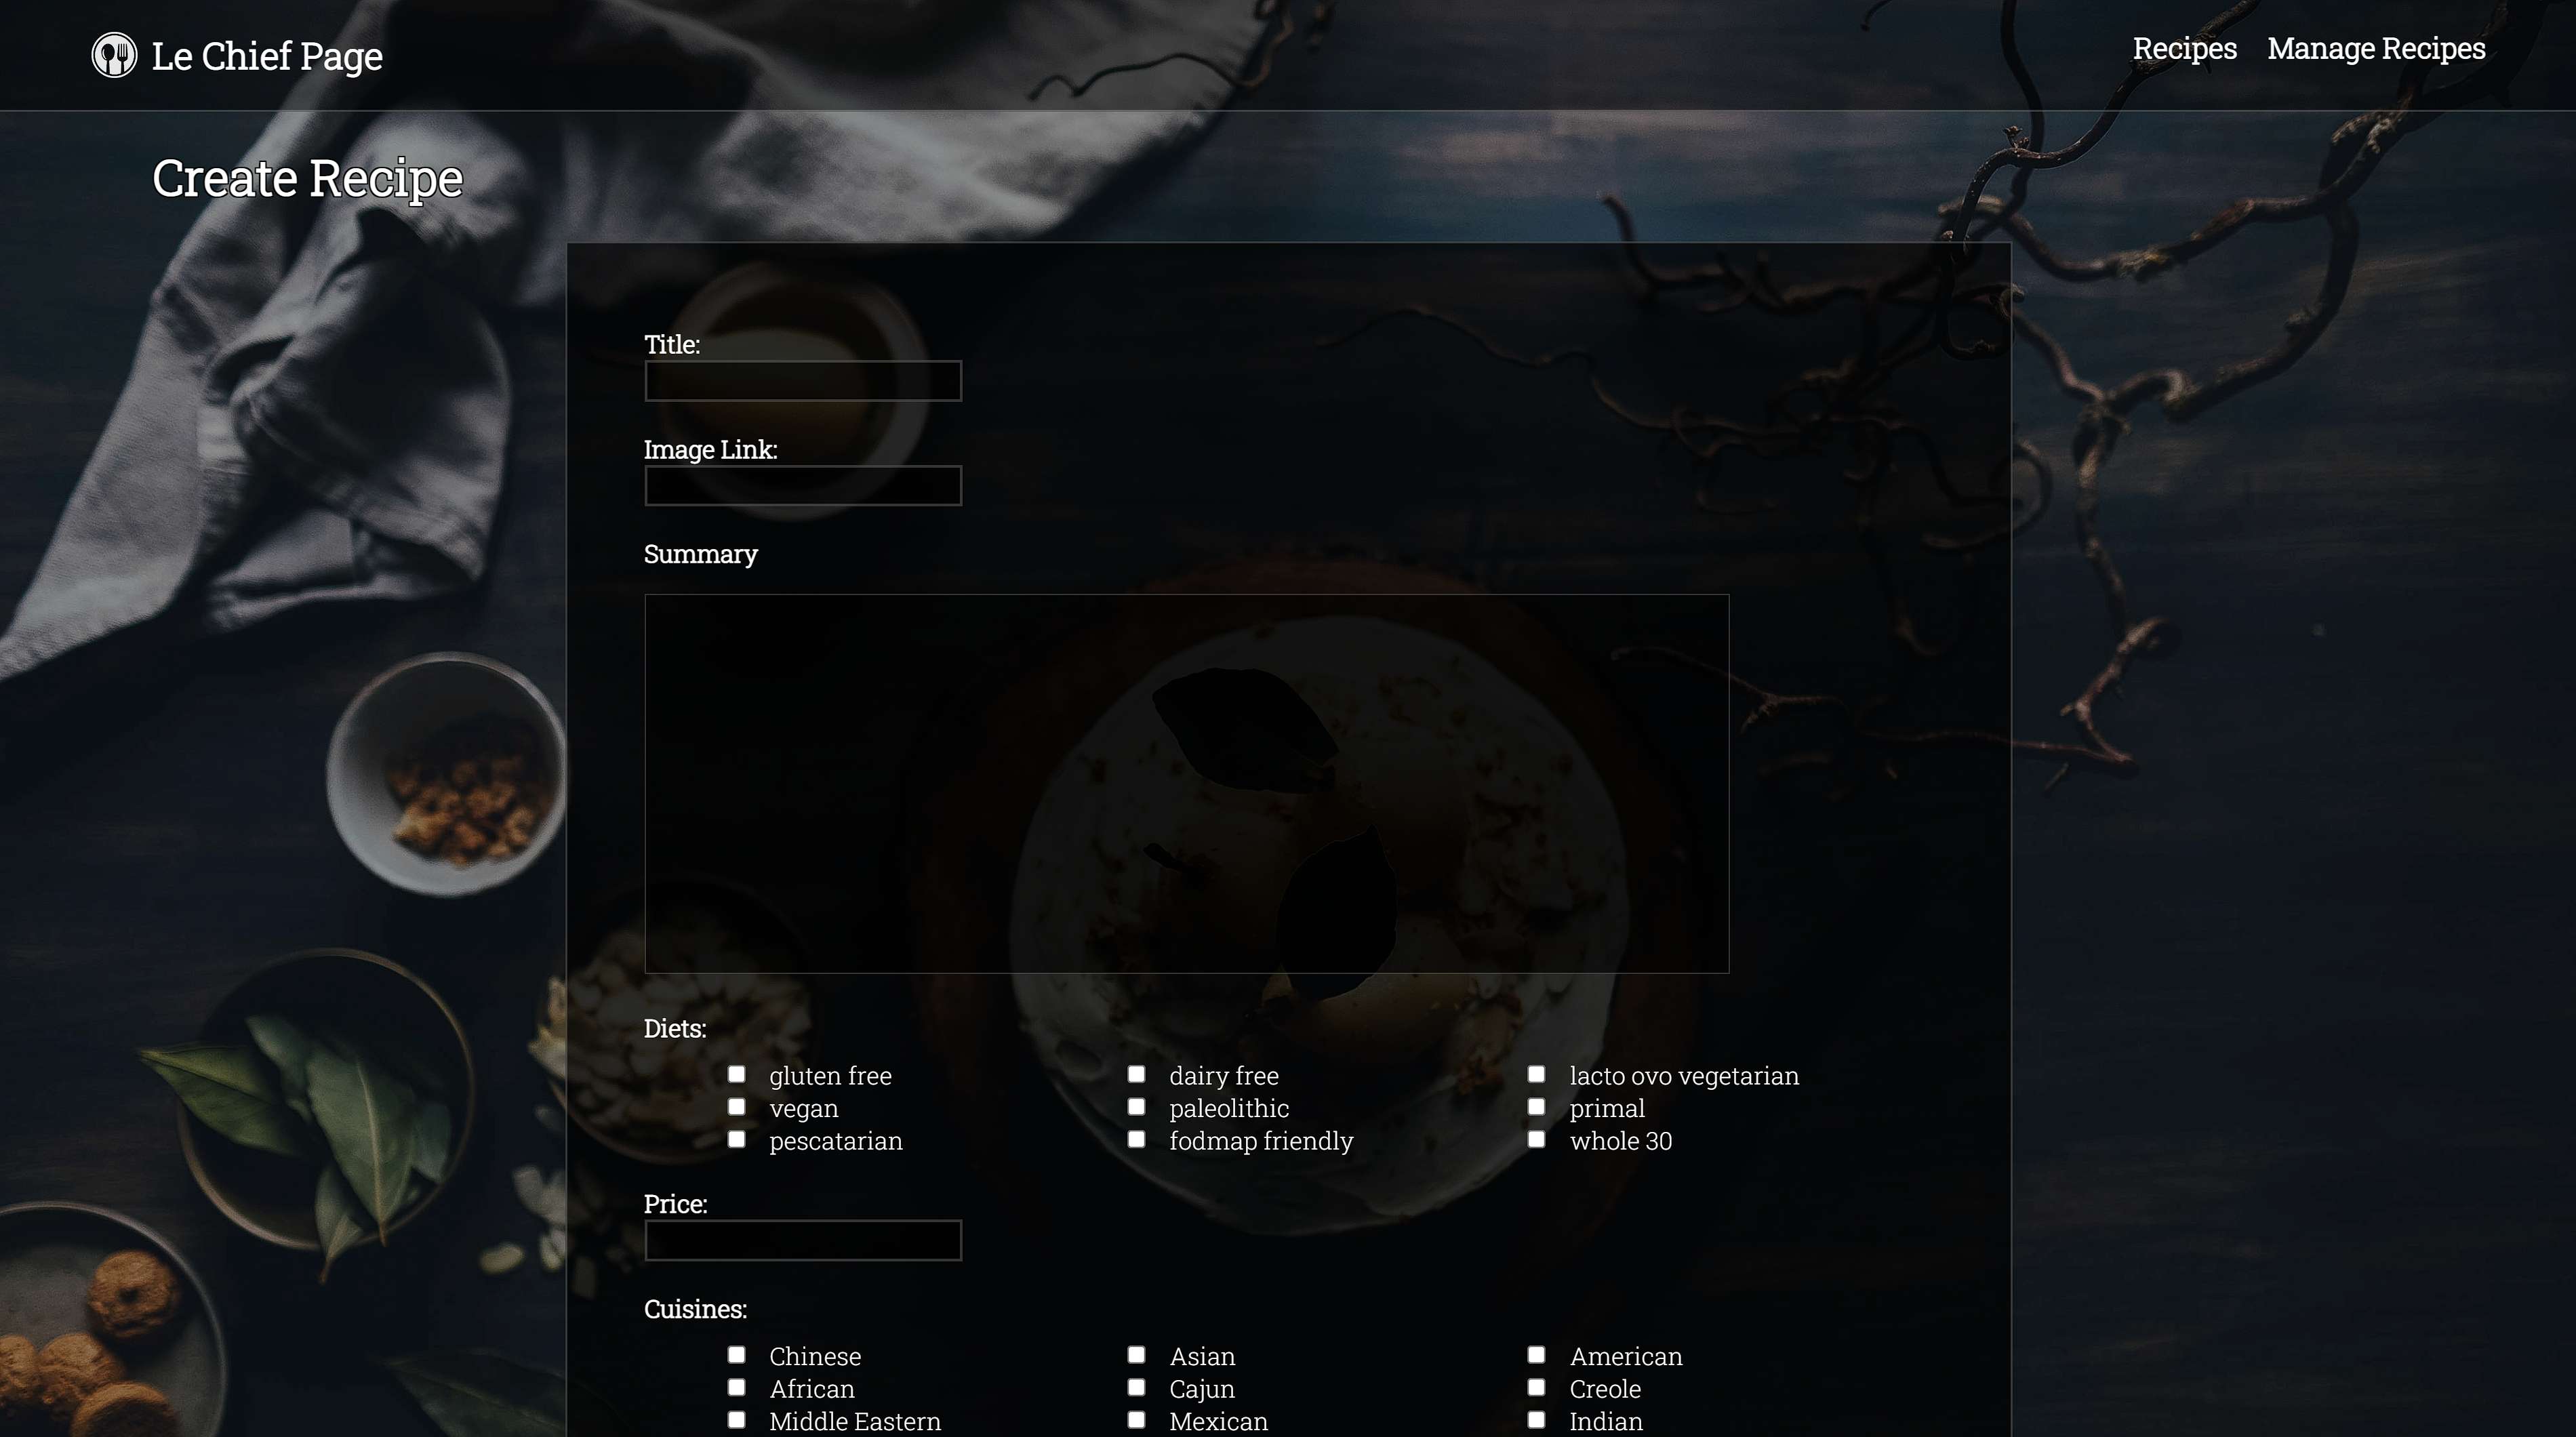 Le Chief Page
Recipes Manage Recipes
Create Recipe
Title:
Image Link:
Summary
Diets:
gluten free dairy free lacto ovo vegetarian
vegan paleolithic primal
pescatarian fodmap friendly whole 30
Price:
Cuisines:
Chinese Asian American
African Cajun Creole
Middle Eastern Mexican Indian